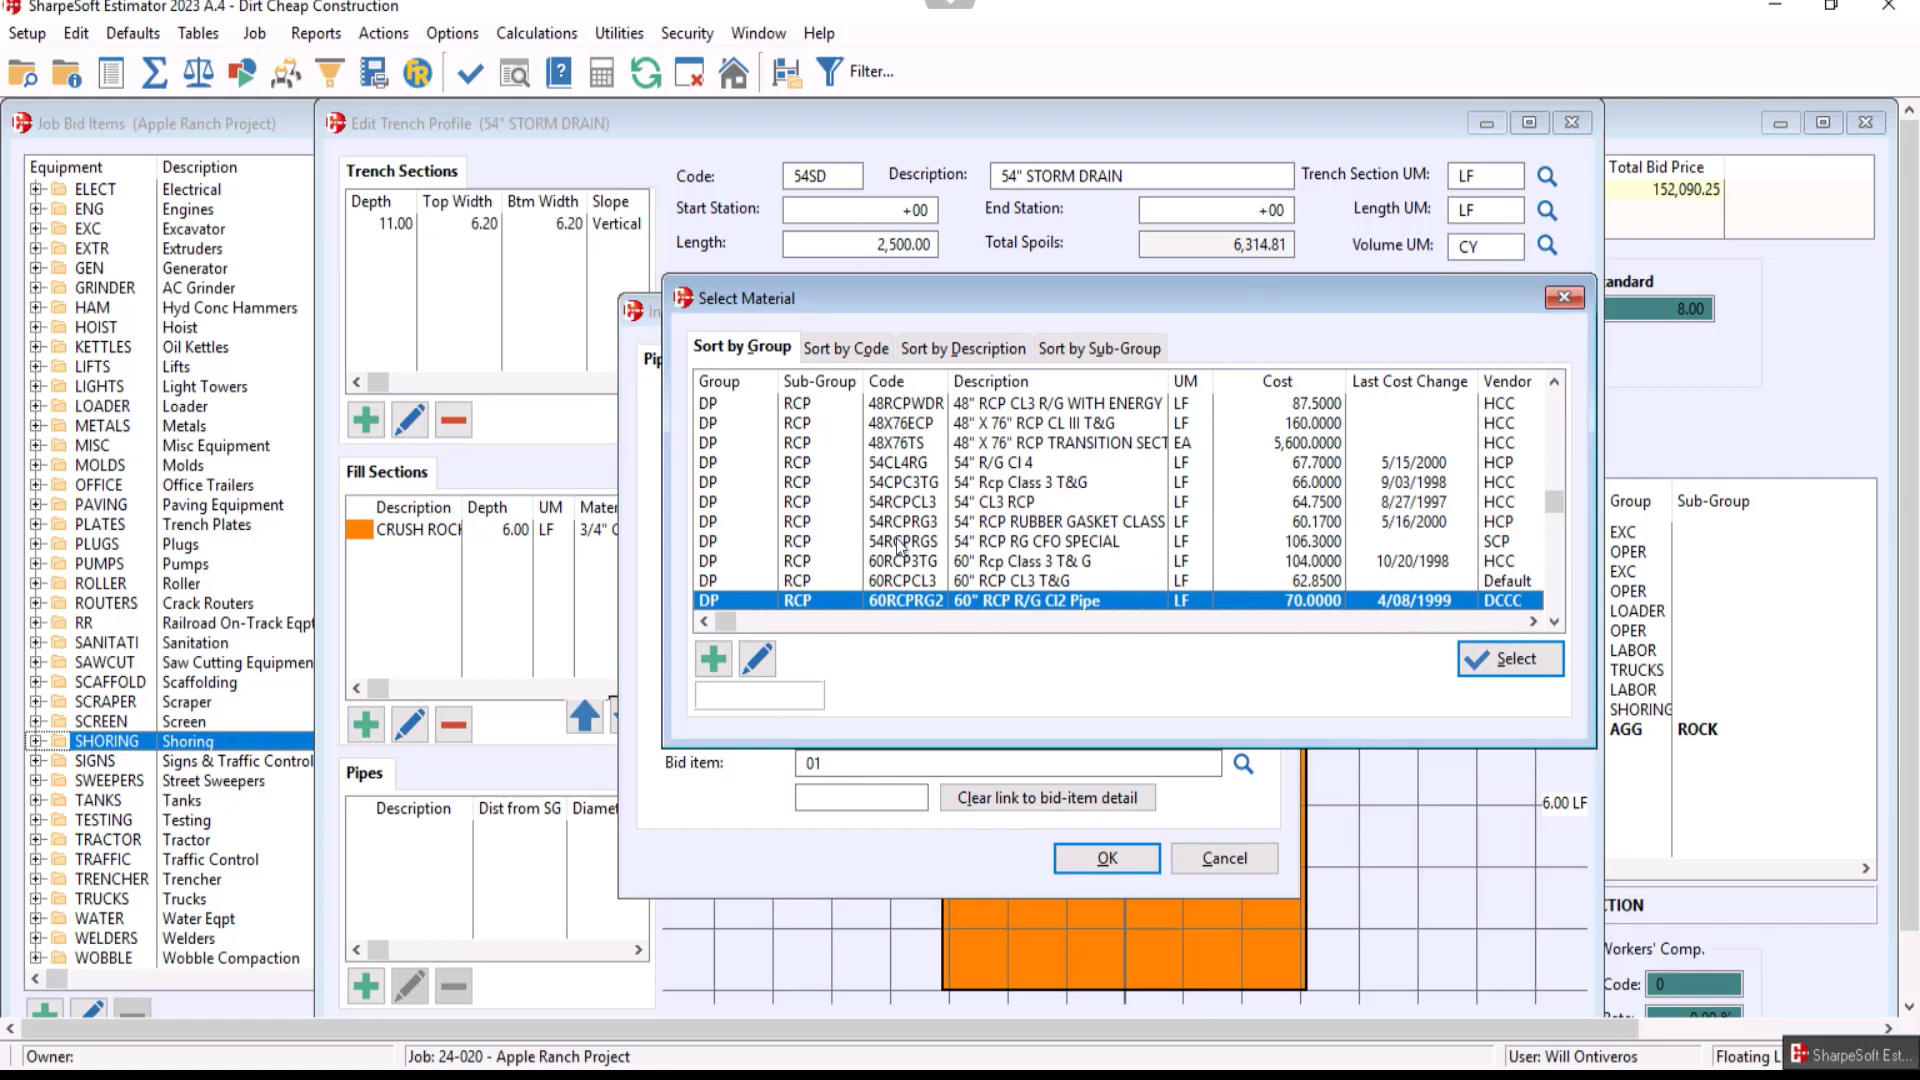 SharpeSoft Estimator 2023 A.4 - Dirt Cheap Construction
Setup Edit Defaults Tables Job Reports Actions Options Calculations Utilities Security Window Help
Filter...
Job Bid Items (Apple Ranch Project)
Equipment Description
ELECT Electrical
ENG Engines
EXC Excavator
EXTR Extruders
GEN Generator
GRINDER AC Grinder
HAM Hyd Conc Hammers
HOIST Hoist
KETTLES Oil Kettles
LIFTS Lifts
LIGHTS Light Towers
LOADER Loader
METALS Metals
MISC Misc Equipment
MOLDS Molds
OFFICE Office Trailers
PAVING Paving Equipment
PLATES Trench Plates
PLUGS Plugs
PUMPS Pumps
ROLLER Roller
ROUTERS Crack Routers
RR Railroad On-Track Eqpt
SANITATI Sanitation
SAWCUT Saw Cutting Equipmen
SCAFFOLD Scaffolding
SCRAPER Scraper
SCREEN Screen
SHORING Shoring
SIGNS Signs & Traffic Control
SWEEPERS Street Sweepers
TANKS Tanks
TESTING Testing
TRACTOR Tractor
TRAFFIC Traffic Control
TRENCHER Trencher
TRUCKS Trucks
WATER Water Eqpt
WELDERS Welders
WOBBLE Wobble Compaction
Edit Trench Profile (54" STORM DRAIN)
Trench Sections
Depth Top Width Btm Width Slope
11.00 6.20 6.20 Vertical
Code: 54SD Description: 54" STORM DRAIN Trench Section UM: LF
Start Station: +00 End Station: +00 Length UM: LF
Length: 2,500.00 Total Spoils: 6,314.81 Volume UM: CY
Fill Sections
Description Depth UM Mater
CRUSH ROCK 6.00 LF 3/4" C
Pipes
Description Dist from SG Diamet
In
Pip
Select Material
Sort by Group Sort by Code Sort by Description Sort by Sub-Group
Group Sub-Group Code Description UM Cost Last Cost Change Vendor
DP RCP 48RCPWDR 48" RCP CL3 R/G WITH ENERGY LF 87.5000 HCC
DP RCP 48X76ECP 48" X 76" RCP CL III T&G LF 160.0000 HCC
DP RCP 48X76TS 48" X 76" RCP TRANSITION SECT EA 5,600.0000 HCC
DP RCP 54CL4RG 54" R/G Cl 4 LF 67.7000 5/15/2000 HCP
DP RCP 54CPC3TG 54" Rcp Class 3 T&G LF 66.0000 9/03/1998 HCC
DP RCP 54RCPCL3 54" CL3 RCP LF 64.7500 8/27/1997 HCC
DP RCP 54RCPRG3 54" RCP RUBBER GASKET CLASS LF 60.1700 5/16/2000 HCP
DP RCP 54RCPRGS 54" RCP RG CFO SPECIAL LF 106.3000 SCP
DP RCP 60RCP3TG 60" Rcp Class 3 T& G LF 104.0000 10/20/1998 HCC
DP RCP 60RCPCL3 60" RCP CL3 T&G LF 62.8500 Default
DP RCP 60RCPRG2 60" RCP R/G Cl2 Pipe LF 70.0000 4/08/1999 DCCC
Select
Bid item: 01
Clear link to bid-item detail
OK Cancel
6.00 LF
Total Bid Price
152,090.25
tandard
8.00
Group Sub-Group
EXC
OPER
EXC
OPER
LOADER
OPER
LABOR
TRUCKS
LABOR
SHORING
AGG ROCK
CTION
Workers' Comp.
Code: 0
Owner: Job: 24-020 - Apple Ranch Project User: Will Ontiveros Floating L
SharpeSoft Est...